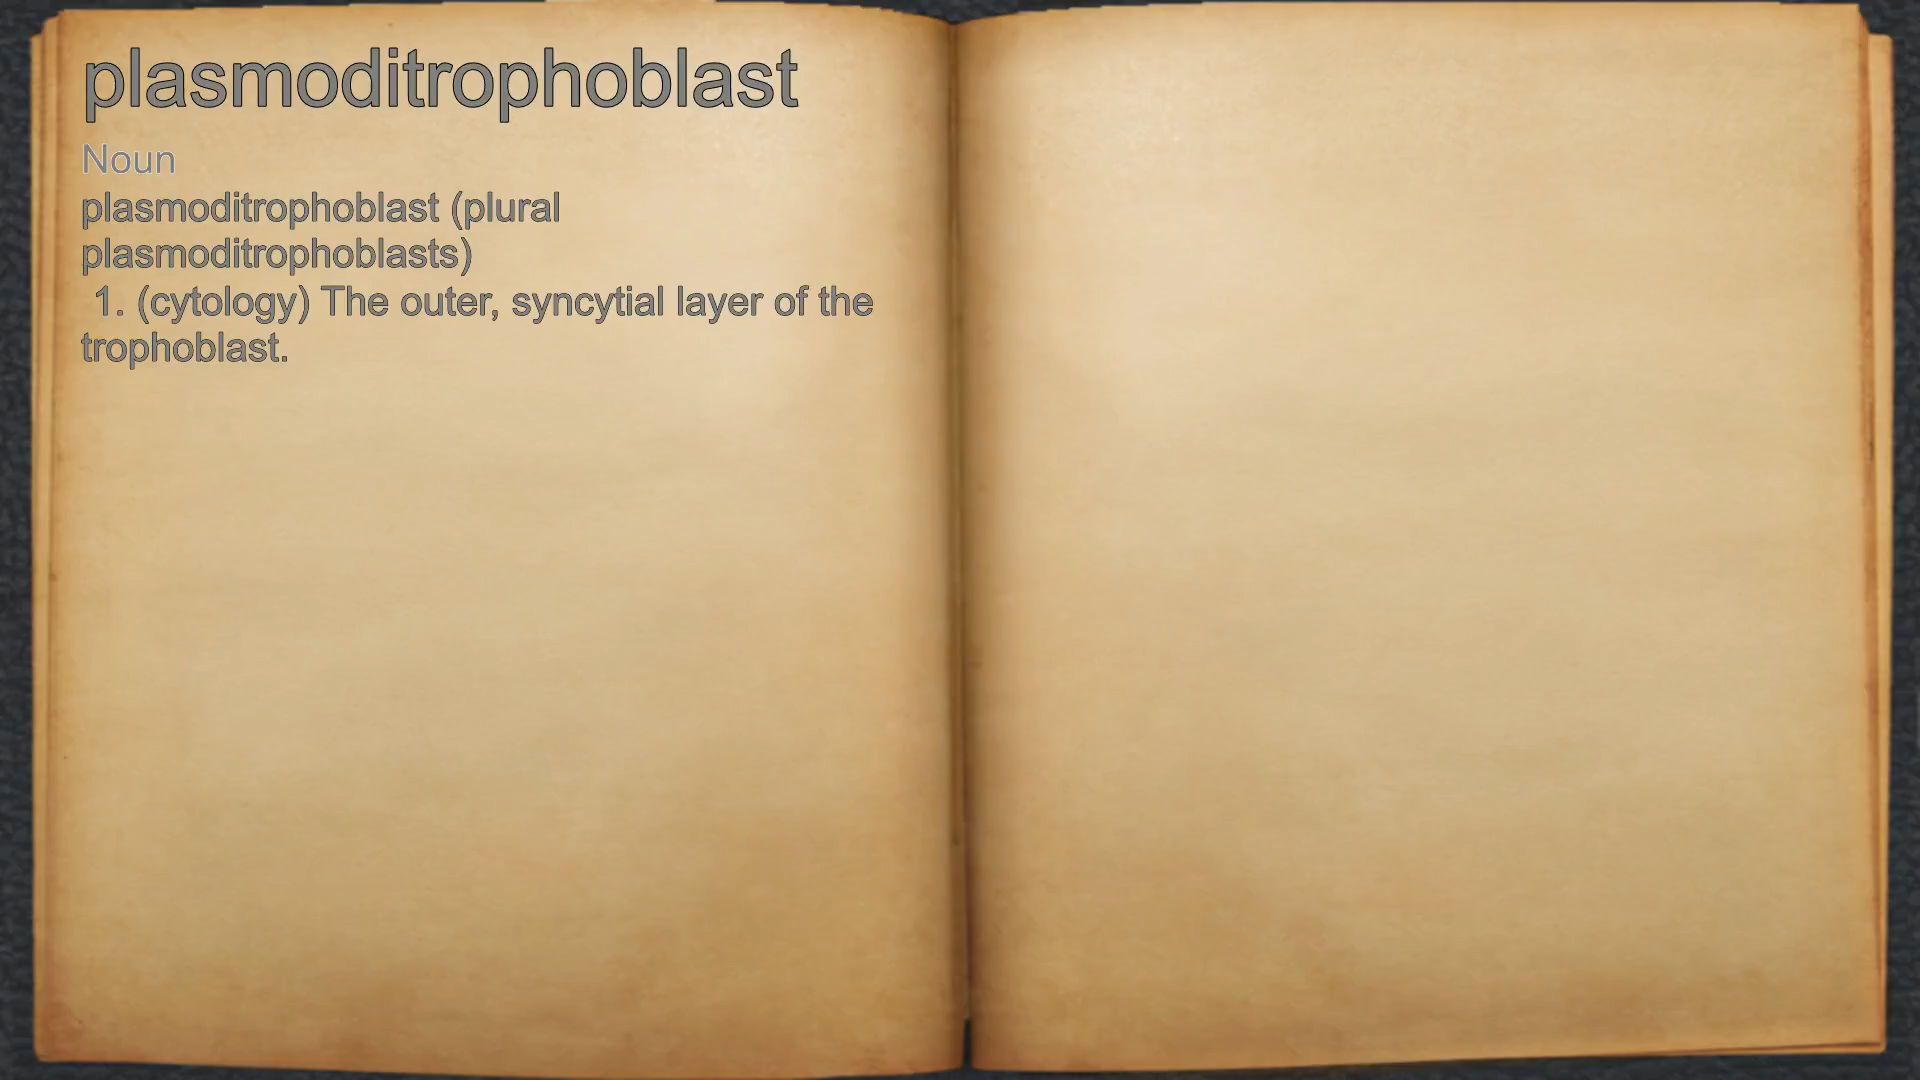 plasmoditrophoblast
Noun
plasmoditrophoblast (plural
plasmoditrophoblasts)
1. (cytology) The outer, syncytial layer of the
trophoblast.